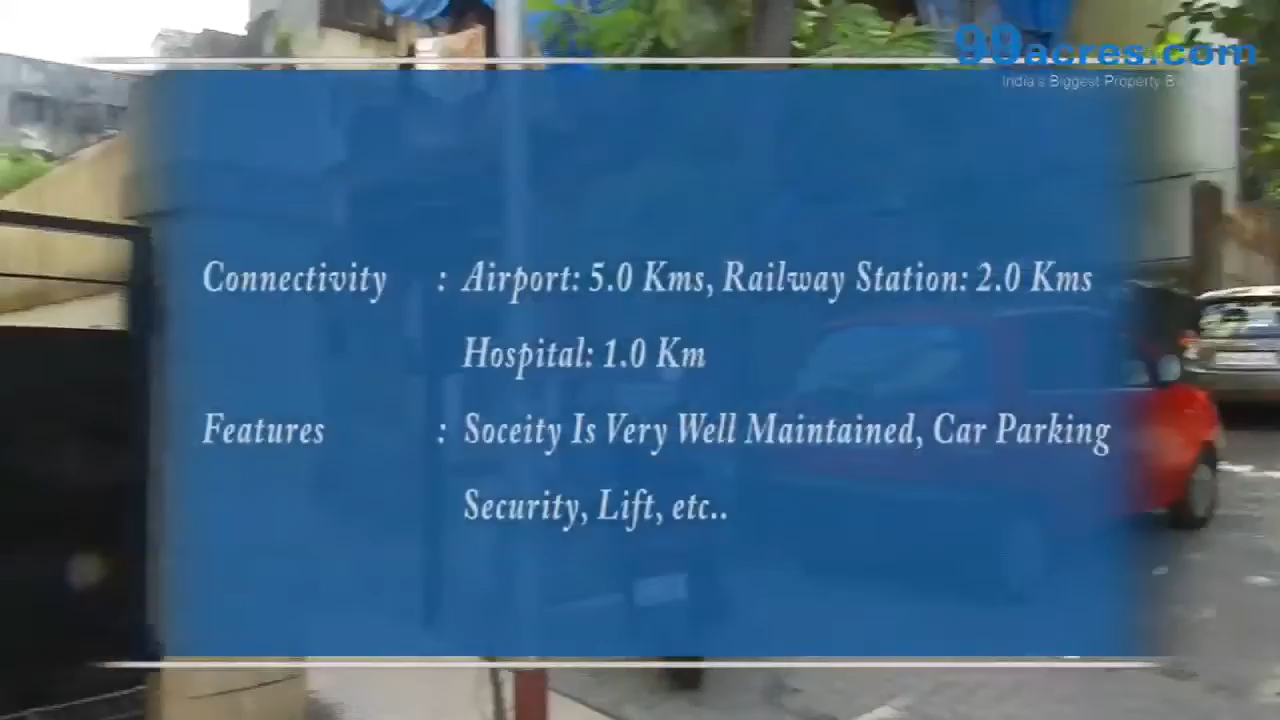 99acres.com
India's Biggest Property
Connectivity : Airport: 5.0 Kms, Railway Station: 2.0 Kms
Hospital: 1.0 Km
Features : Soceity Is Very Well Maintained, Car Parking
Security, Lift, etc..